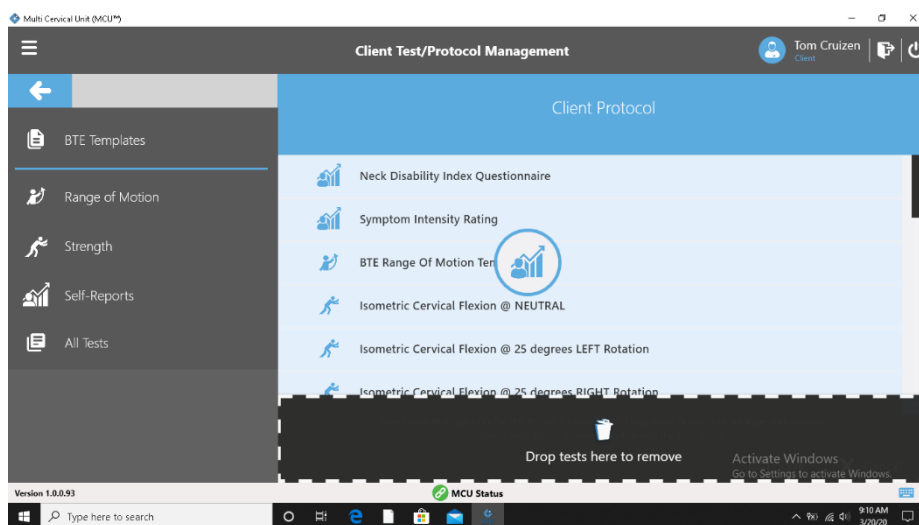 Multi Cervical Unit (MCU™)
Client Test/Protocol Management
Tom Cruizen
Client
Client Protocol
BTE Templates
Range of Motion
Strength
Self-Reports
All Tests
Neck Disability Index Questionnaire
Symptom Intensity Rating
BTE Range Of Motion Tem
Isometric Cervical Flexion @ NEUTRAL
Isometric Cervical Flexion @ 25 degrees LEFT Rotation
Isometric Cervical Flexion @ 25 degrees RIGHT Rotation
Drop tests here to remove
Activate Windows
Go to Settings to activate Windows.
Version 1.0.0.93
MCU Status
Type here to search
9:10 AM
3/20/20